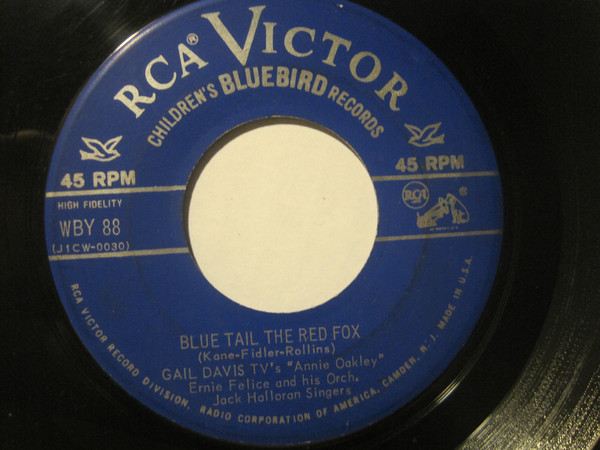 RCA® VICTOR
CHILDREN'S BLUEBIRD RECORDS
45 RPM
45 RPM
HIGH FIDELITY
WBY 88
(J1CW-0030)
RCA
®
BLUE TAIL THE RED FOX
(Kane-Fidler-Rollins)
GAIL DAVIS TV's "Annie Oakley"
Ernie Felice and his Orch.
Jack Halloran Singers
RCA VICTOR RECORD DIVISION, RADIO CORPORATION OF AMERICA, CAMDEN, N. J. MADE IN U.S.A.